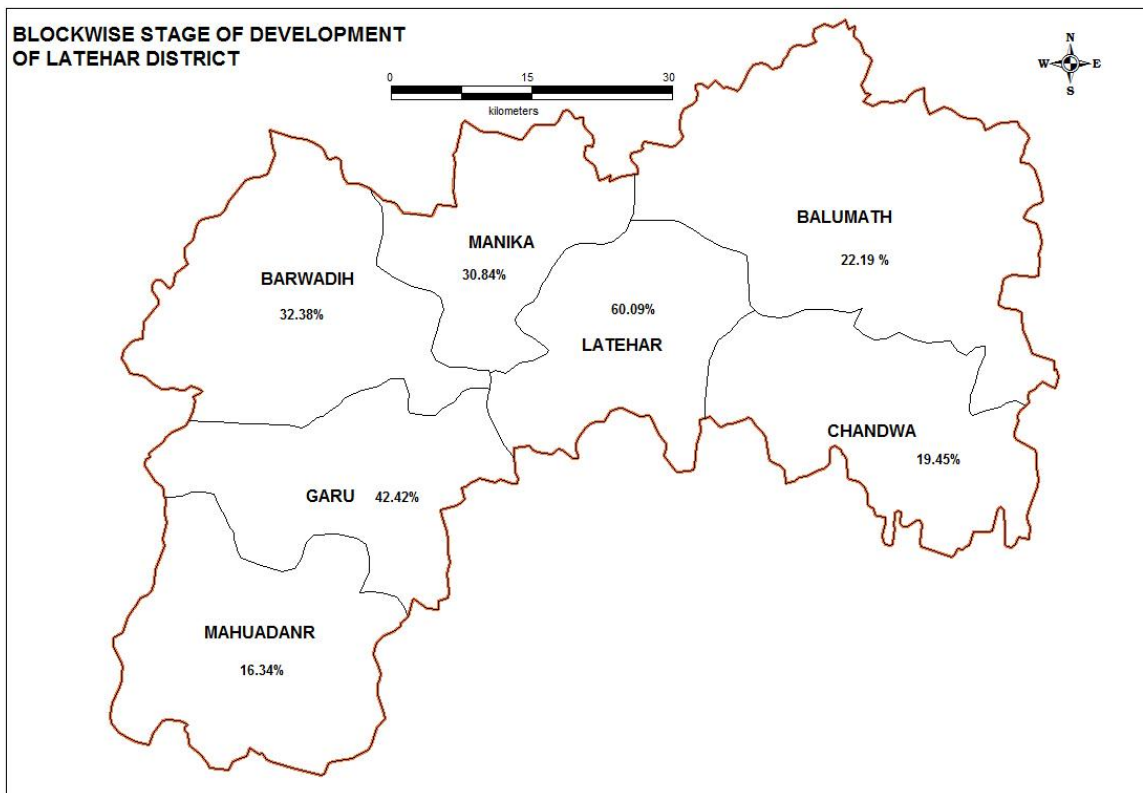 BLOCKWISE STAGE OF DEVELOPMENT
OF LATEHAR DISTRICT
0 15 30
kilometers
N
W E
S
BALUMATH
22.19 %
MANIKA
30.84%
BARWADIH
32.38%
60.09%
LATEHAR
CHANDWA
19.45%
GARU 42.42%
MAHUADANR
16.34%